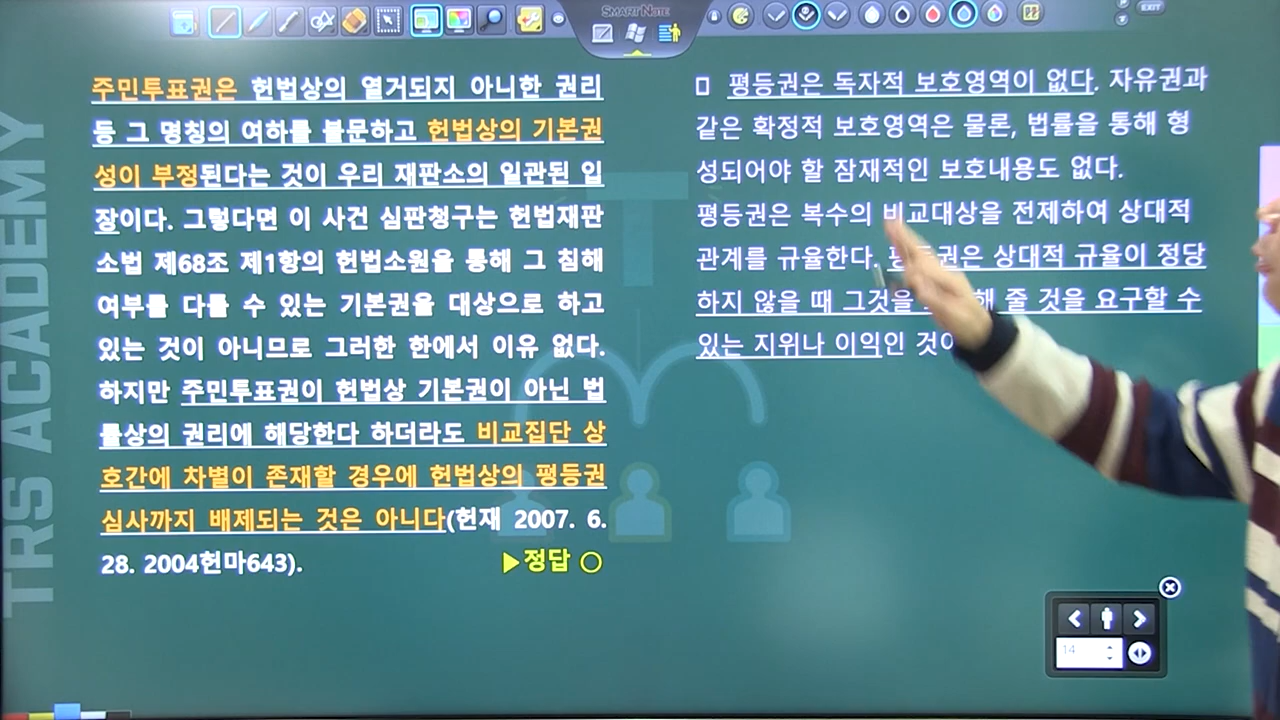 SMARTNOTE
EXIT
TRS ACADEMY
주민투표권은 헌법상의 열거되지 아니한 권리
등 그 명칭의 여하를 불문하고 헌법상의 기본권
성이 부정된다는 것이 우리 재판소의 일관된 입
장이다. 그렇다면 이 사건 심판청구는 헌법재판
소법 제68조 제1항의 헌법소원을 통해 그 침해
여부를 다툴 수 있는 기본권을 대상으로 하고
있는 것이 아니므로 그러한 한에서 이유 없다.
하지만 주민투표권이 헌법상 기본권이 아닌 법
률상의 권리에 해당한다 하더라도 비교집단 상
호간에 차별이 존재할 경우에 헌법상의 평등권
심사까지 배제되는 것은 아니다(헌재 2007. 6.
28. 2004헌마643).
▶정답 ○
▯ 평등권은 독자적 보호영역이 없다. 자유권과
같은 확정적 보호영역은 물론, 법률을 통해 형
성되어야 할 잠재적인 보호내용도 없다.
평등권은 복수의 비교대상을 전제하여 상대적
관계를 규율한다. 평등권은 상대적 규율이 정당
하지 않을 때 그것을 해 줄 것을 요구할 수
있는 지위나 이익인 것이
14